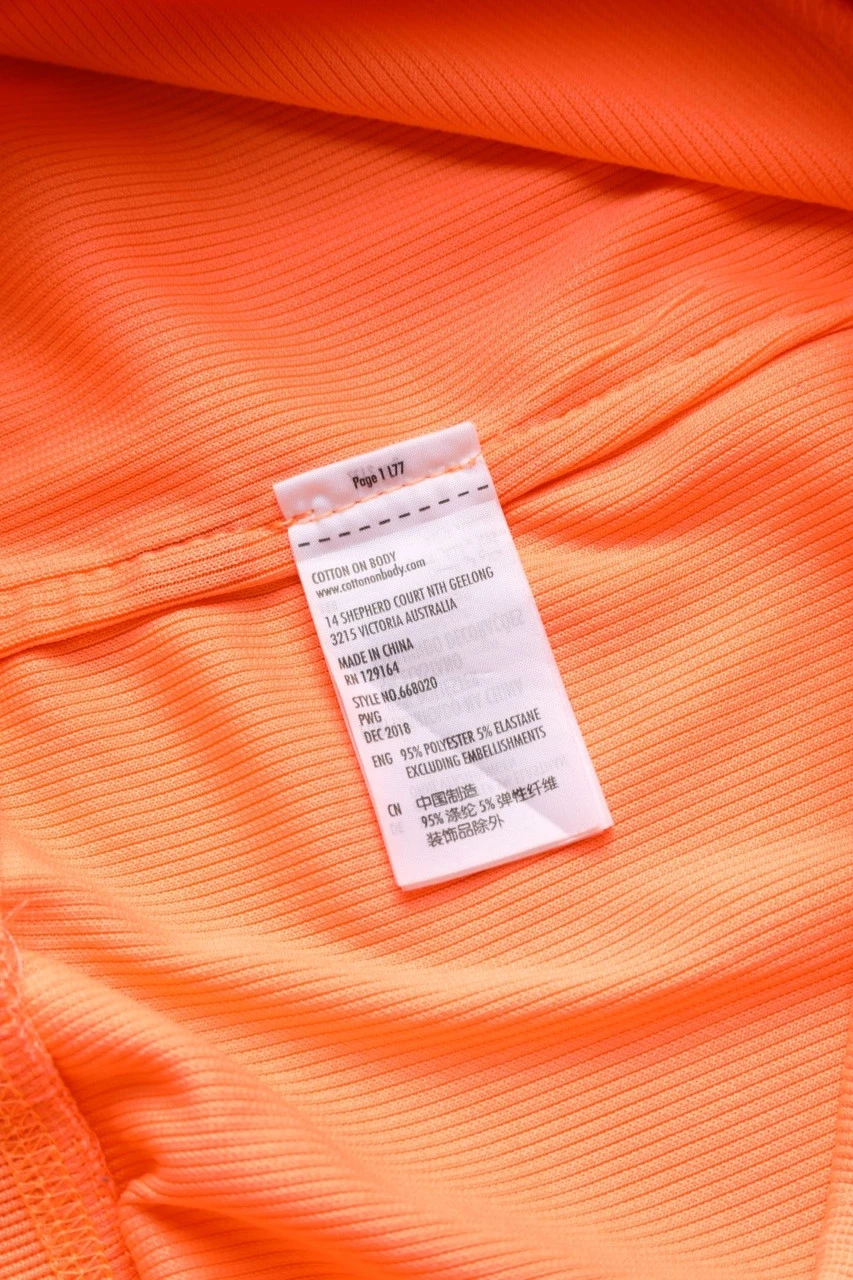 Page 1 L77
COTTON ON BODY
www.cottononbody.com
14 SHEPHERD COURT NTH GEELONG
3215 VICTORIA AUSTRALIA
MADE IN CHINA
RN 129164
STYLE NO.668020
PWG
DEC 2018
ENG 95% POLYESTER 5% ELASTANE
EXCLUDING EMBELLISHMENTS
CN 中国制造
95% 涤纶 5% 弹性纤维
装饰品除外